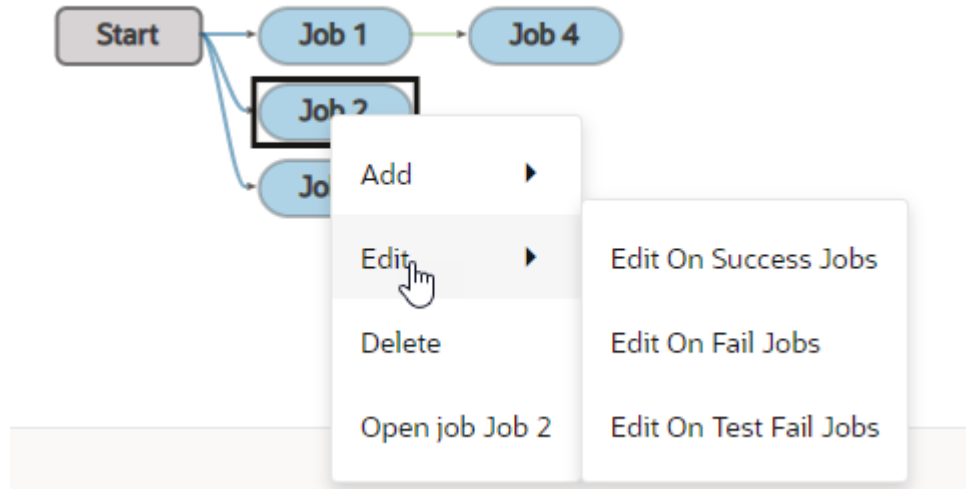 Start
Job 1
Job 4
Job 2
Add
Edit
Edit On Success Jobs
Delete
Edit On Fail Jobs
Open job Job 2
Edit On Test Fail Jobs